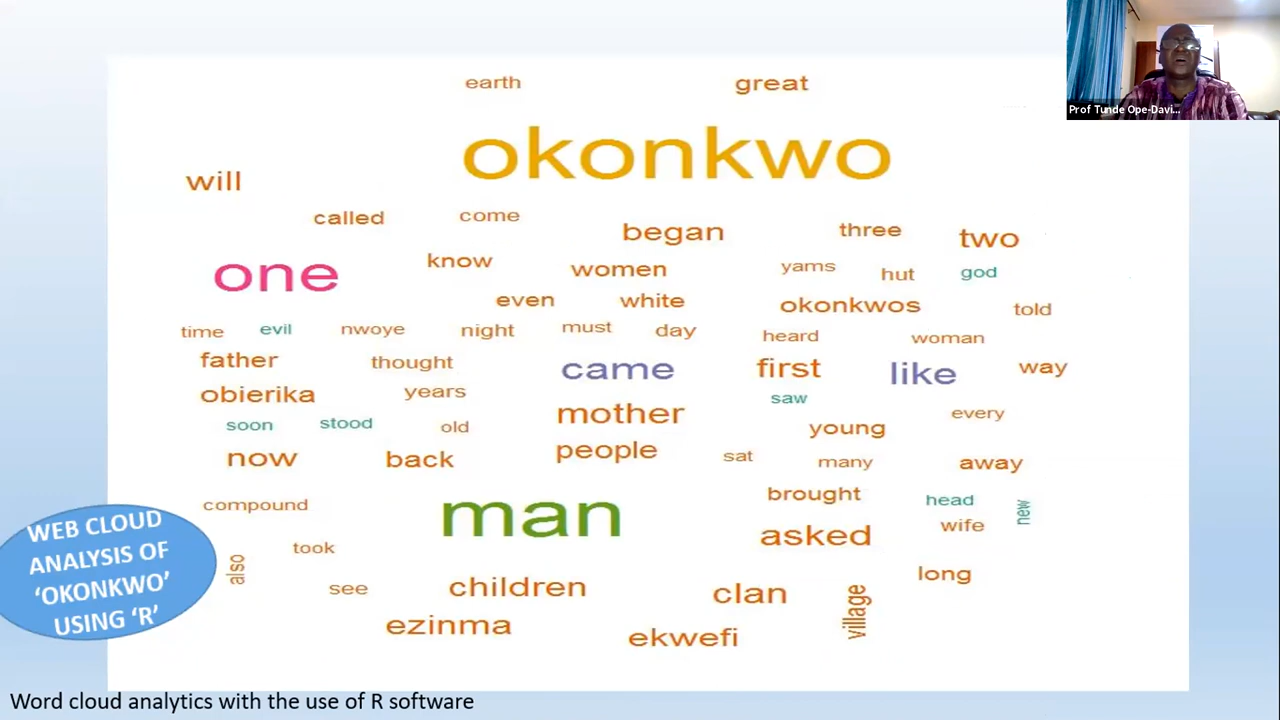 earth great
okonkwo
will
called come
began three two
one know women yams hut god
even white okonkwos told
time evil nwoye night must day heard woman
father thought came first like way
obierika years saw
mother every
soon stood old young
now back people sat many away
compound man brought head new
asked wife
also took
see children clan long
village
ezinma ekwefi
WEB CLOUD
ANALYSIS OF
‘OKONKWO’
USING ‘R’
Word cloud analytics with the use of R software
Prof Tunde Ope-Davi...